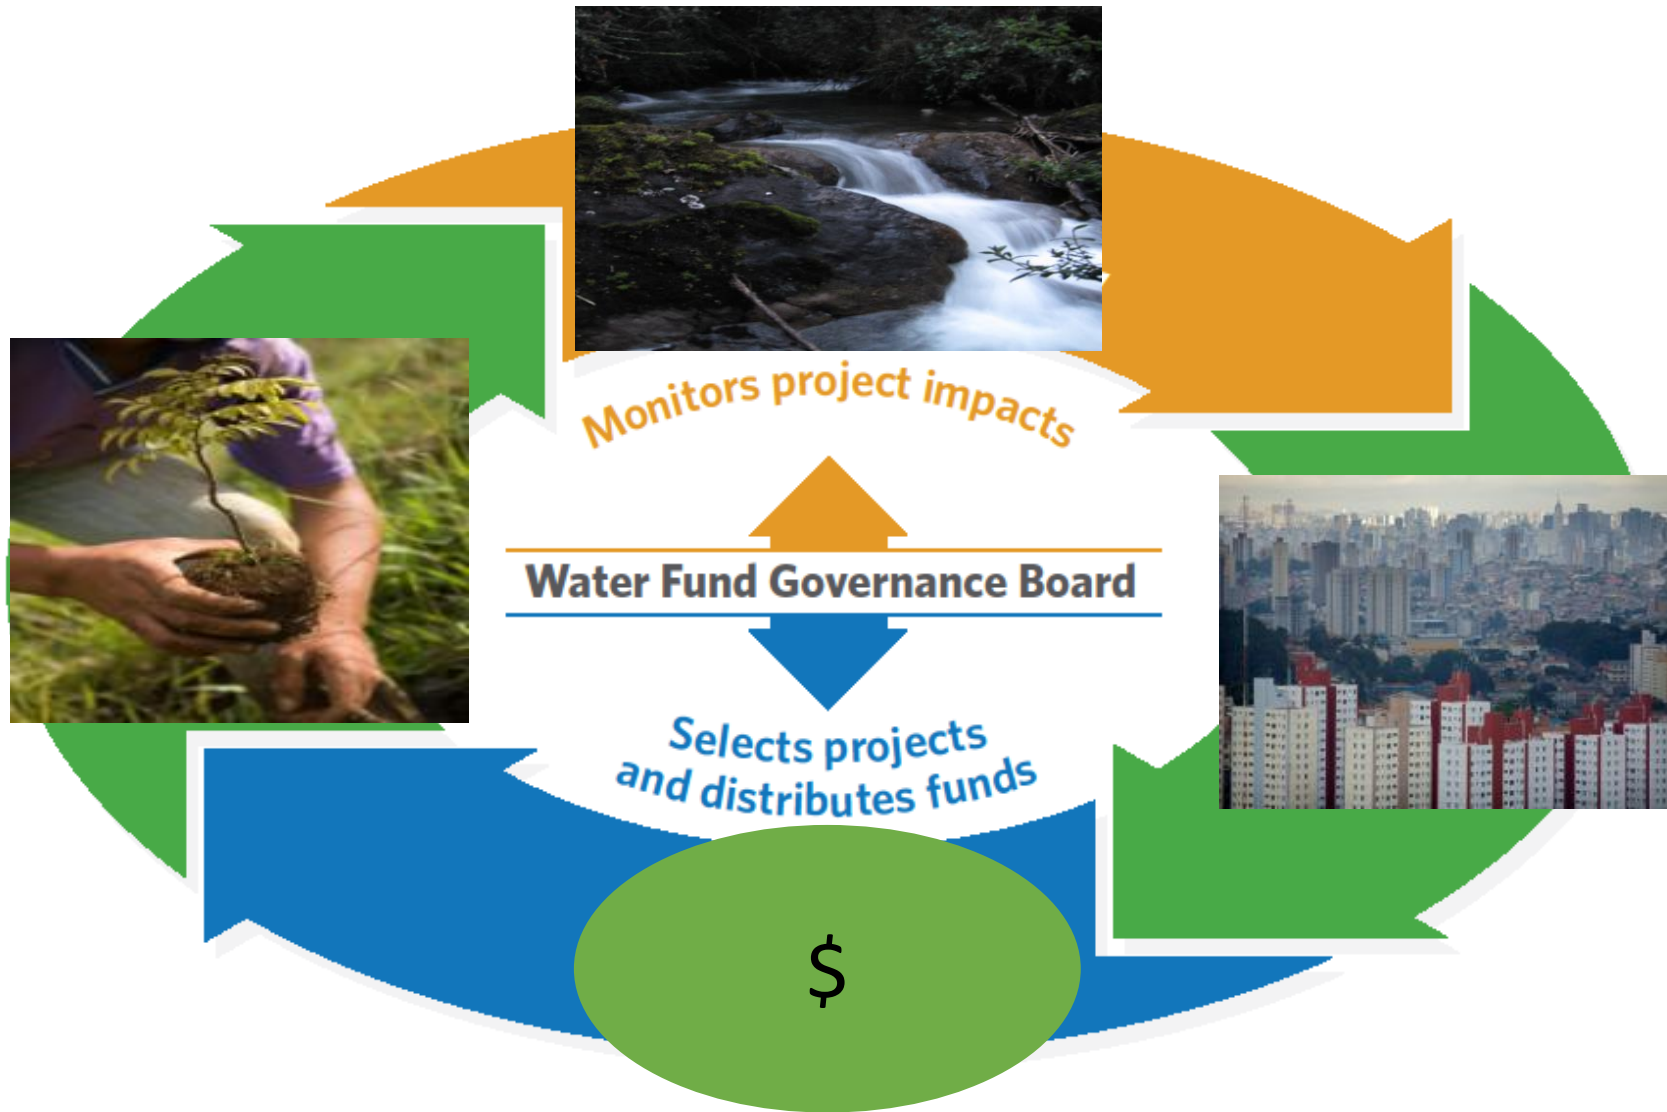 Monitors project impacts
Water Fund Governance Board
Selects projects
and distributes funds
$